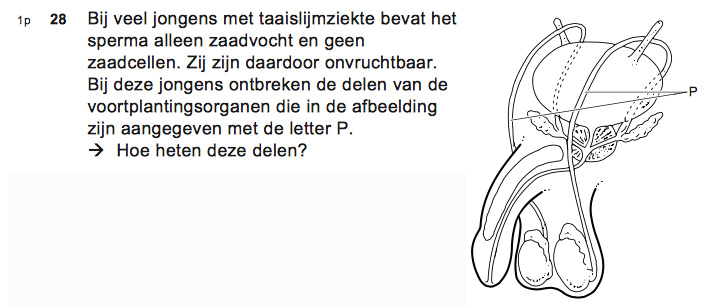 1p 28 Bij veel jongens met taaislijmziekte bevat het
sperma alleen zaadvocht en geen
zaadcellen. Zij zijn daardoor onvruchtbaar.
Bij deze jongens ontbreken de delen van de
voortplantingsorganen die in de afbeelding
zijn aangegeven met de letter P.
→ Hoe heten deze delen?
P